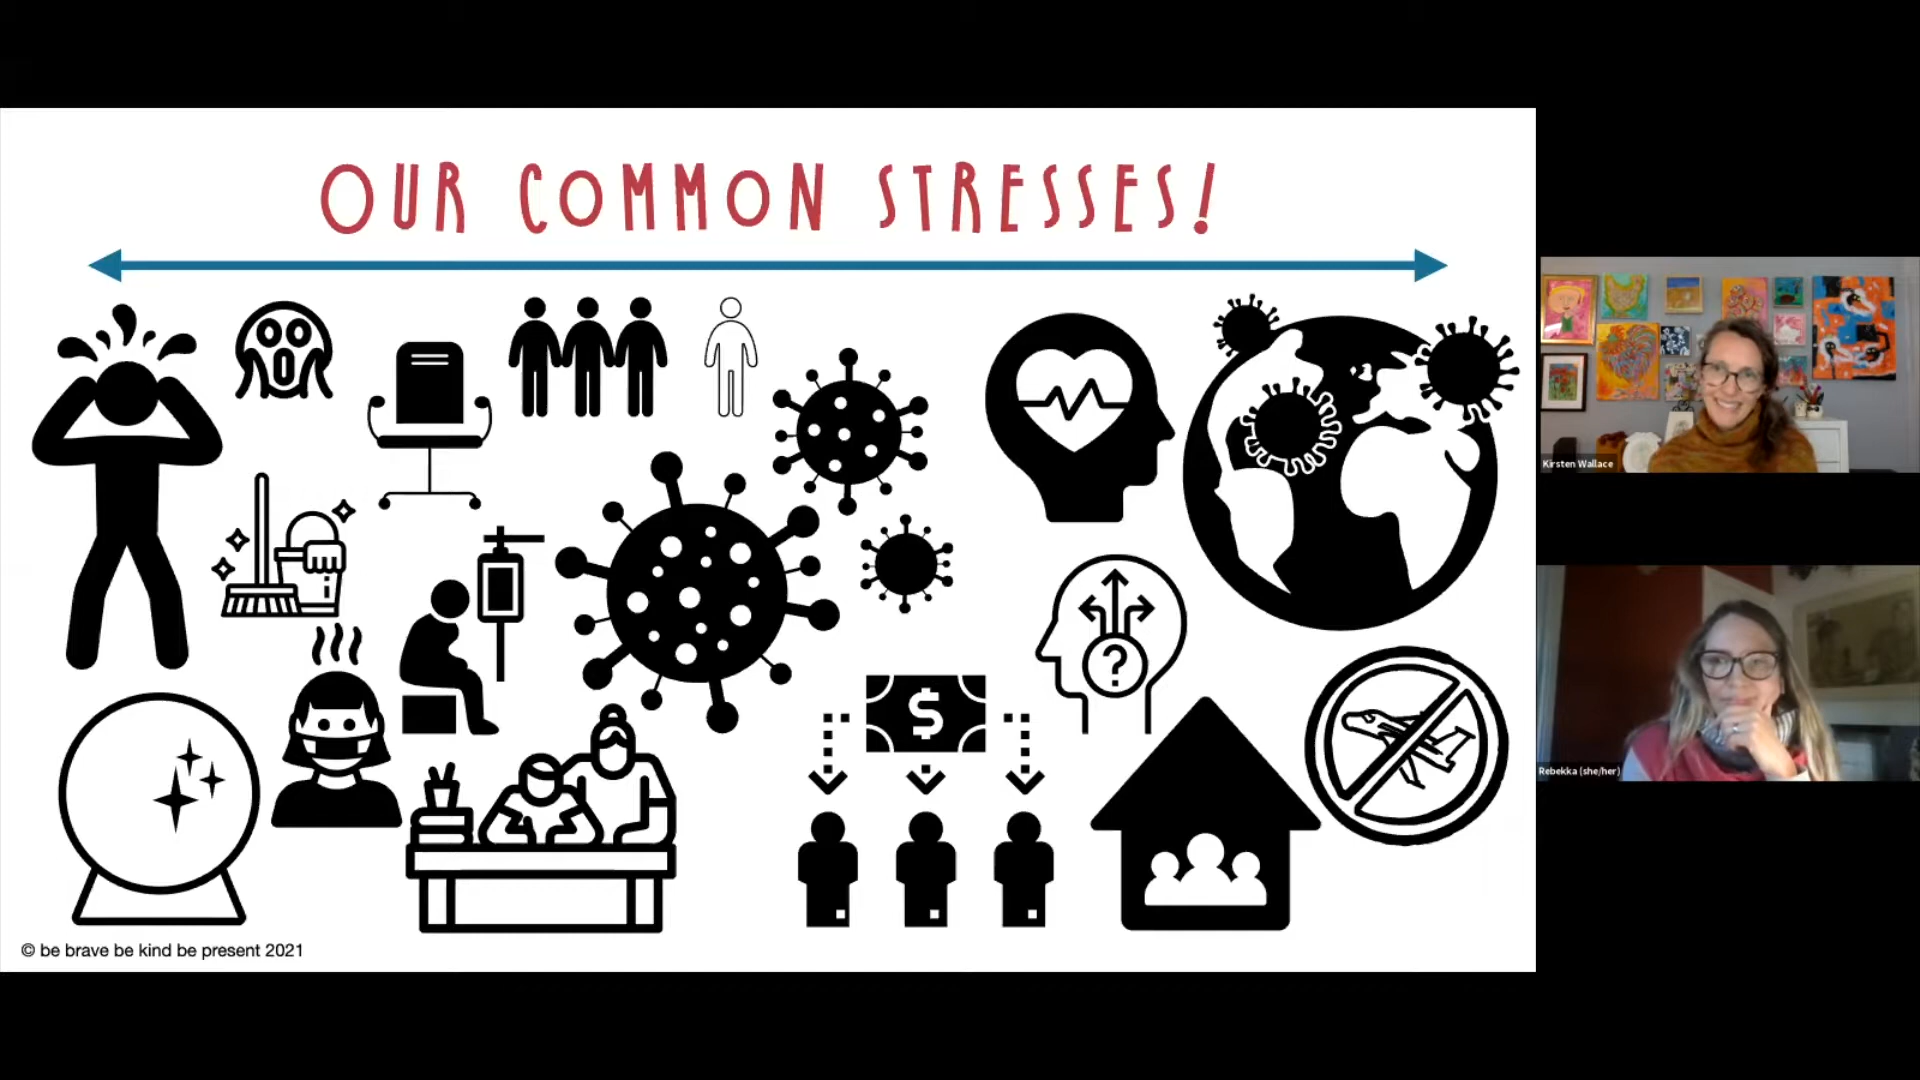 OUR COMMON STRESSES!
$
?
© be brave be kind be present 2021
Kirsten Wallace
Rebekka (she/her)